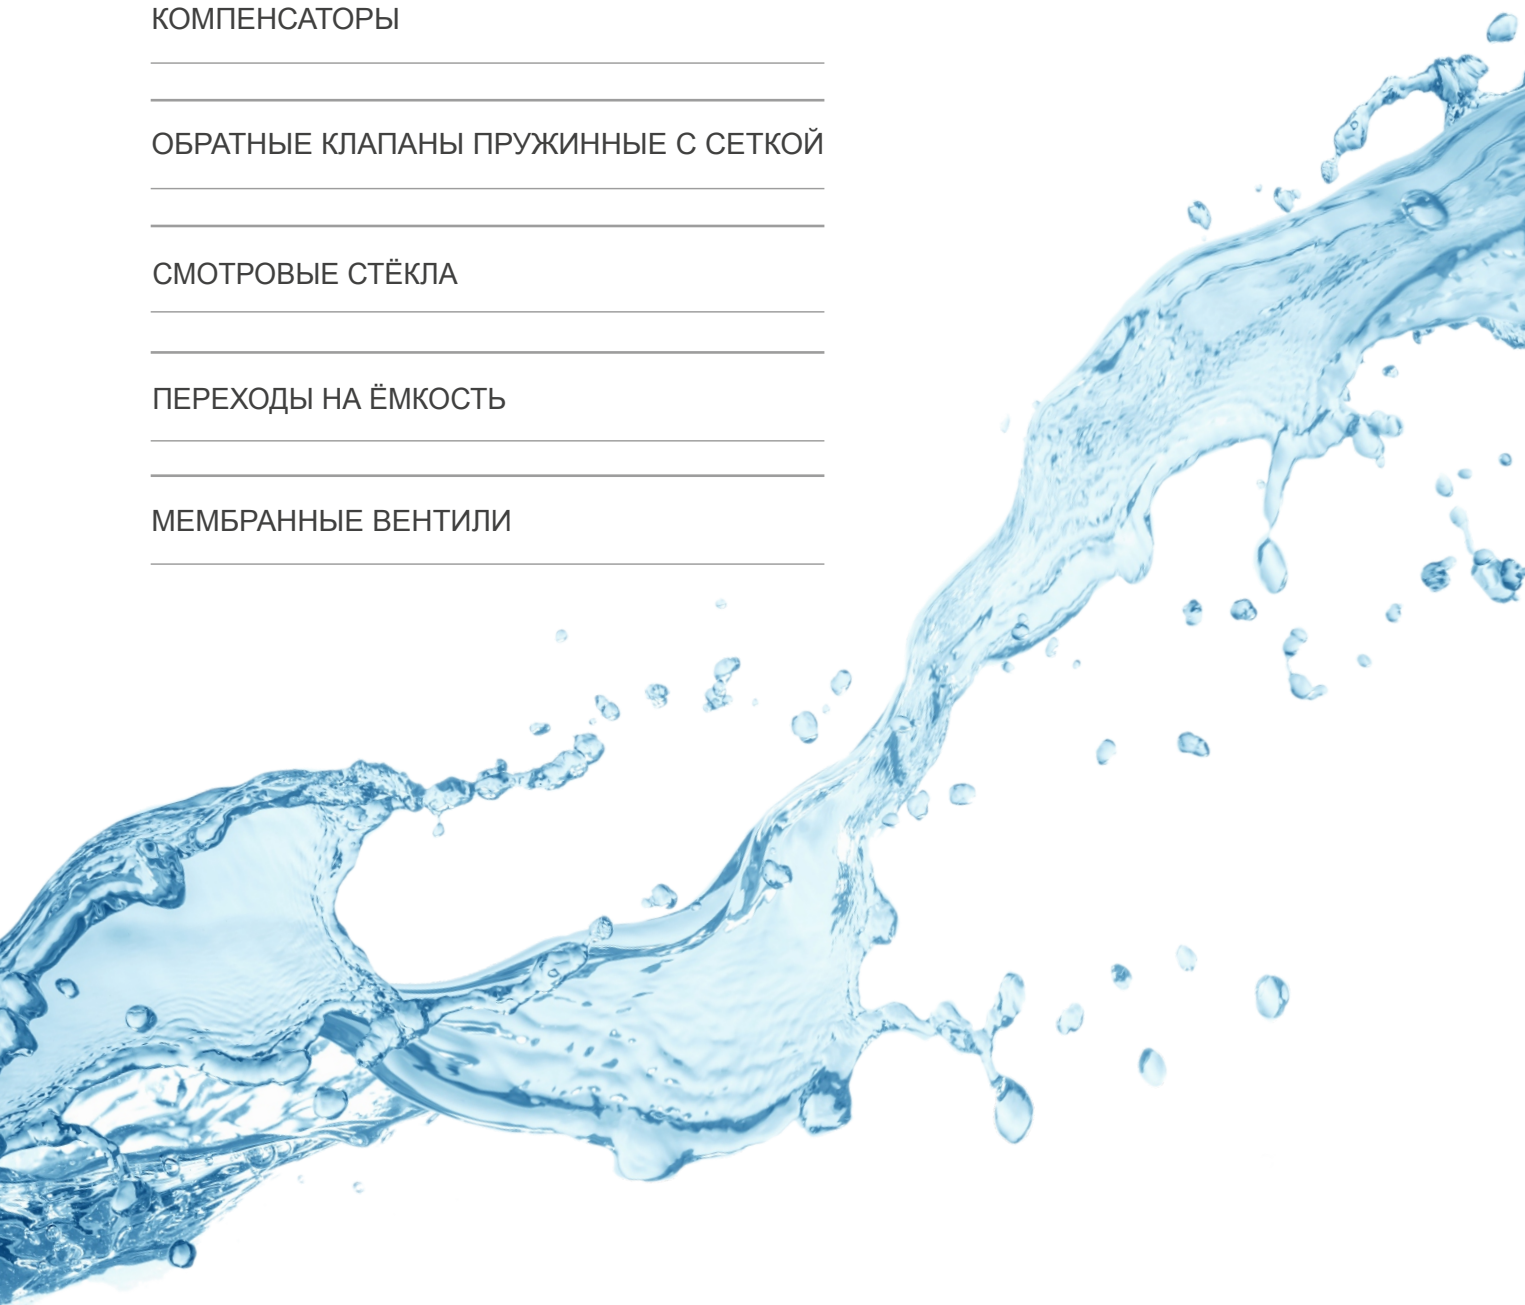 КОМПЕНСАТОРЫ
ОБРАТНЫЕ КЛАПАНЫ ПРУЖИННЫЕ С СЕТКОЙ
СМОТРОВЫЕ СТЁКЛА
ПЕРЕХОДЫ НА ЁМКОСТЬ
МЕМБРАННЫЕ ВЕНТИЛИ